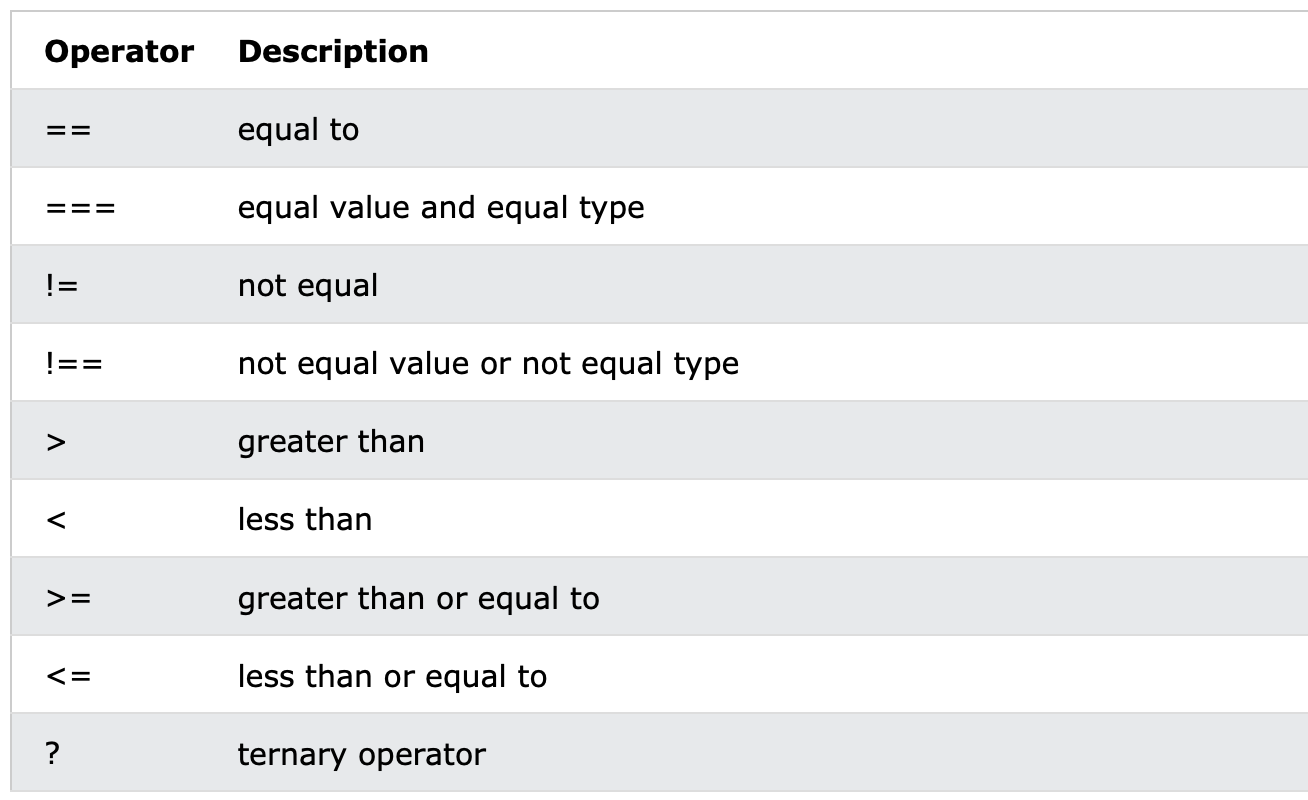 Operator Description
== equal to
=== equal value and equal type
!= not equal
!== not equal value or not equal type
> greater than
< less than
>= greater than or equal to
<= less than or equal to
? ternary operator